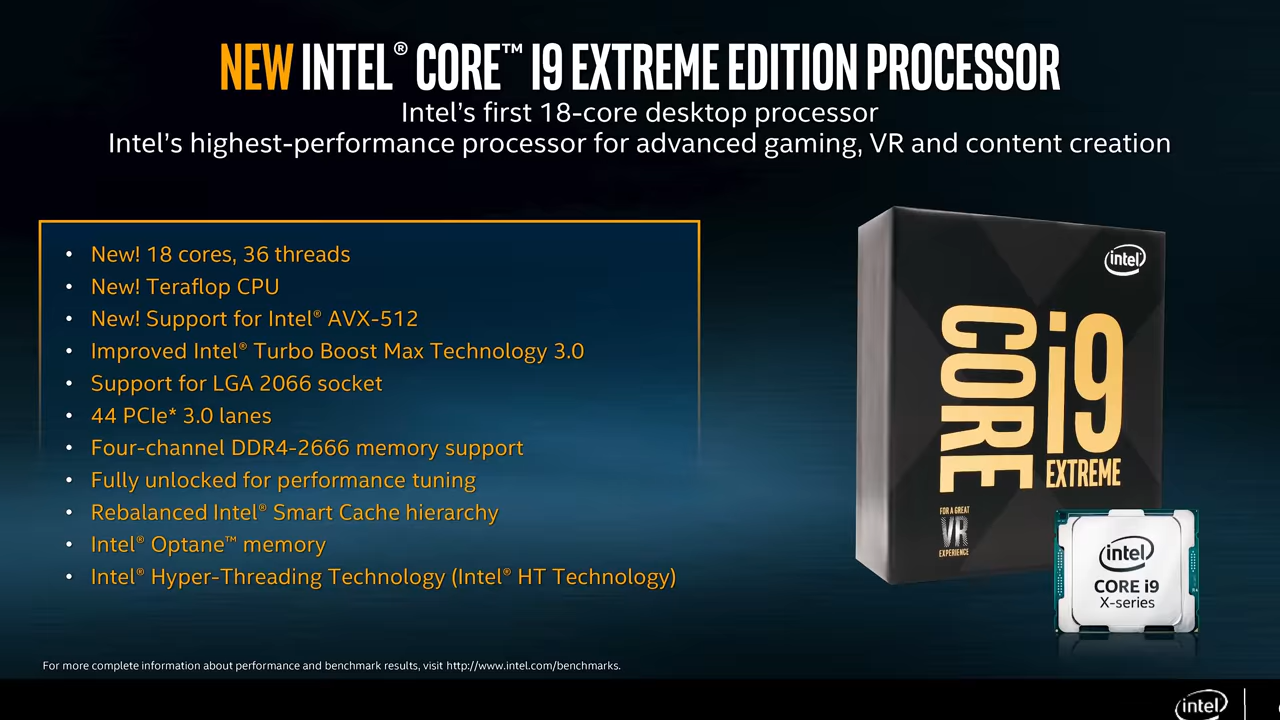 NEW INTEL® CORE™ I9 EXTREME EDITION PROCESSOR
Intel's first 18-core desktop processor
Intel's highest-performance processor for advanced gaming, VR and content creation
• New! 18 cores, 36 threads
• New! Teraflop CPU
• New! Support for Intel® AVX-512
• Improved Intel® Turbo Boost Max Technology 3.0
• Support for LGA 2066 socket
• 44 PCIe* 3.0 lanes
• Four-channel DDR4-2666 memory support
• Fully unlocked for performance tuning
• Rebalanced Intel® Smart Cache hierarchy
• Intel® Optane™ memory
• Intel® Hyper-Threading Technology (Intel® HT Technology)
intel
CORE i9
EXTREME
FOR A GREAT
VR
EXPERIENCE
intel
CORE i9
X-series
For more complete information about performance and benchmark results, visit http://www.intel.com/benchmarks.
intel